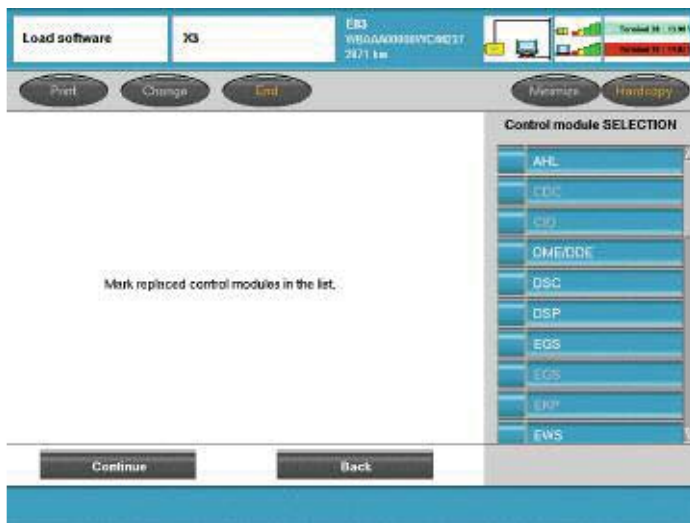 Load software
X3
E83
2871 km
Print
Change
End
Minimize
Hardcopy
Control module SELECTION
AHL
CDC
CID
DME/DDE
DSC
DSP
EGS
EGS
EKP
EWS
Mark replaced control modules in the list.
Continue
Back